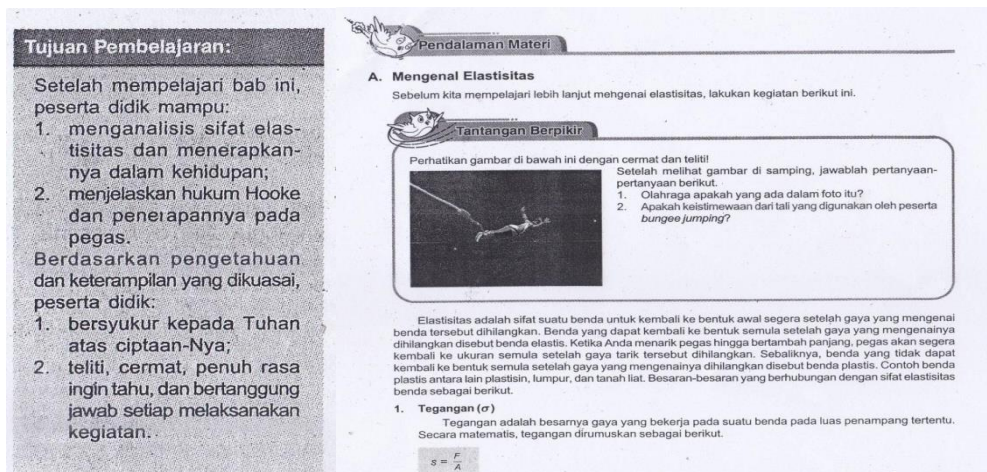 Tujuan Pembelajaran:
Setelah mempelajari bab ini,
peserta didik mampu:
1. menganalisis sifat elas-
tisitas dan menerapkan-
nya dalam kehidupan;
2. menjelaskan hukum Hooke
dan penerapannya pada
pegas.
Berdasarkan pengetahuan
dan keterampilan yang dikuasai,
peserta didik:
1. bersyukur kepada Tuhan
atas ciptaan-Nya;
2. teliti, cermat, penuh rasa
ingin tahu, dan bertanggung
jawab setiap melaksanakan
kegiatan.
Pendalaman Materi
A. Mengenal Elastisitas
Sebelum kita mempelajari lebih lanjut mengenai elastisitas, lakukan kegiatan berikut ini.
Tantangan Berpikir
Perhatikan gambar di bawah ini dengan cermat dan teliti!
Setelah melihat gambar di samping, jawablah pertanyaan-
pertanyaan berikut.
1. Olahraga apakah yang ada dalam foto itu?
2. Apakah keistimewaan dari tali yang digunakan oleh peserta
bungee jumping?
Elastisitas adalah sifat suatu benda untuk kembali ke bentuk awal segera setelah gaya yang mengenai
benda tersebut dihilangkan. Benda yang dapat kembali ke bentuk semula setelah gaya yang mengenainya
dihilangkan disebut benda elastis. Ketika Anda menarik pegas hingga bertambah panjang, pegas akan segera
kembali ke ukuran semula setelah gaya tarik tersebut dihilangkan. Sebaliknya, benda yang tidak dapat
kembali ke bentuk semula setelah gaya yang mengenainya dihilangkan disebut benda plastis. Contoh benda
plastis antara lain plastisin, lumpur, dan tanah liat. Besaran-besaran yang berhubungan dengan sifat elastisitas
benda sebagai berikut.
1. Tegangan (σ)
Tegangan adalah besarnya gaya yang bekerja pada suatu benda pada luas penampang tertentu.
Secara matematis, tegangan dirumuskan sebagai berikut.
s = F/A